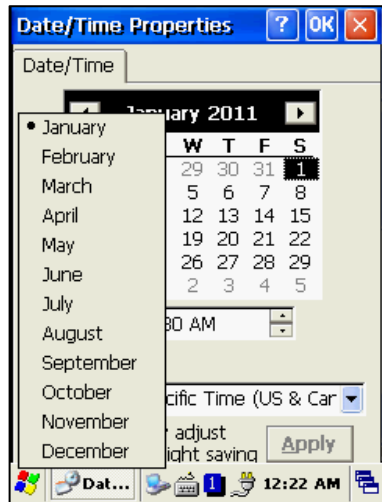 Date/Time Properties ? OK
Date/Time
January 2011
January
February
March
April
May
June
July
August
September
October
November
December
W T F S
29 30 31 1
5 6 7 8
12 13 14 15
19 20 21 22
26 27 28 29
2 3 4 5
30 AM
Time (US & Car
adjust
saving
Apply
Dat... 1 12:22 AM